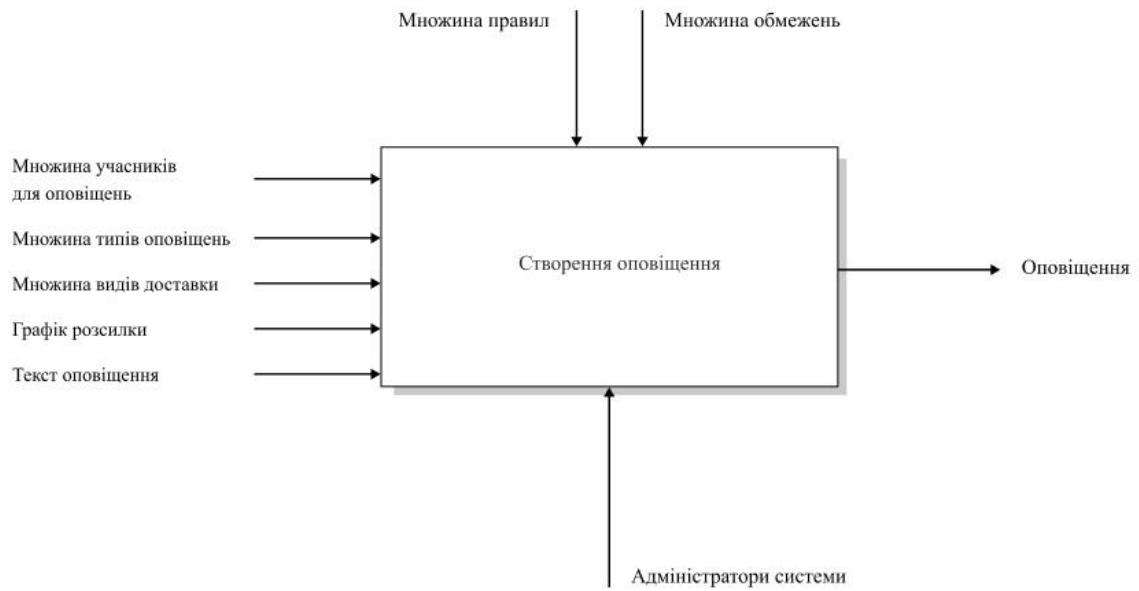 Множина правил
Множина обмежень
Множина учасників
для оповіщень
Множина типів оповіщень
Множина видів доставки
Графік розсилки
Текст оповіщення
Створення оповіщення
Оповіщення
Адміністратори системи